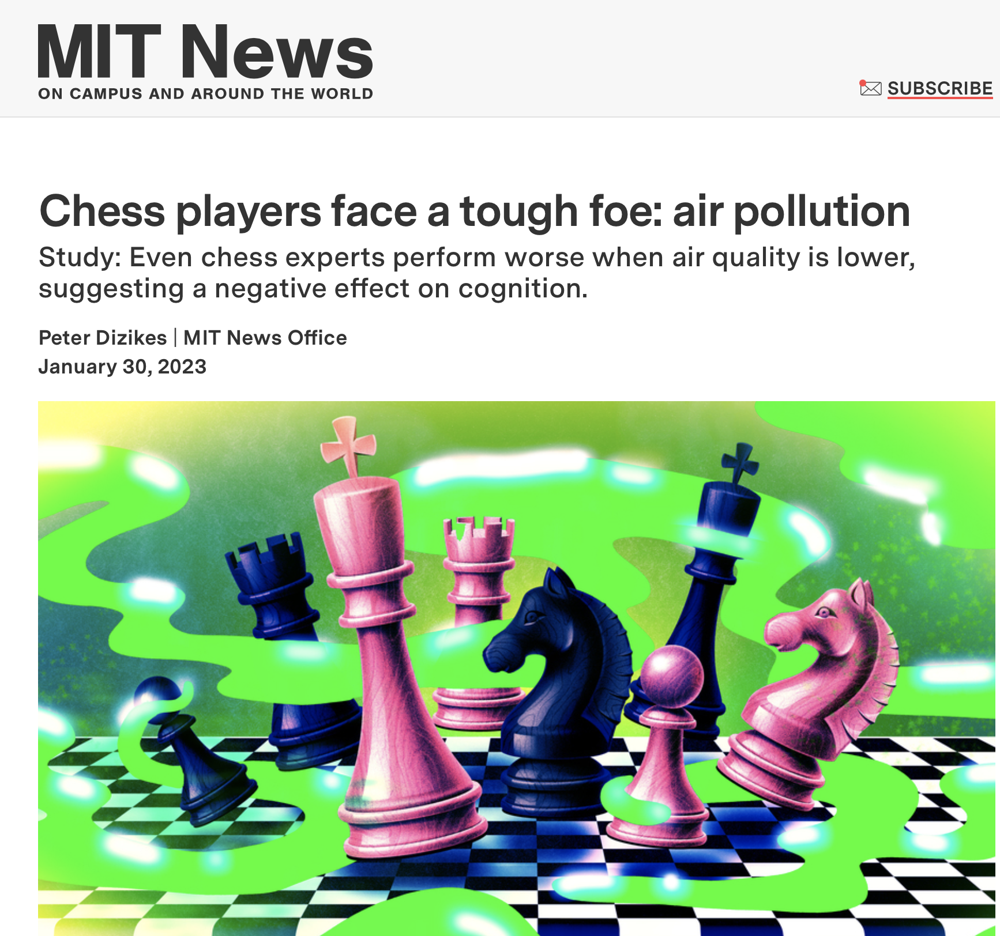 MIT News
ON CAMPUS AND AROUND THE WORLD
SUBSCRIBE
Chess players face a tough foe: air pollution
Study: Even chess experts perform worse when air quality is lower,
suggesting a negative effect on cognition.
Peter Dizikes | MIT News Office
January 30, 2023